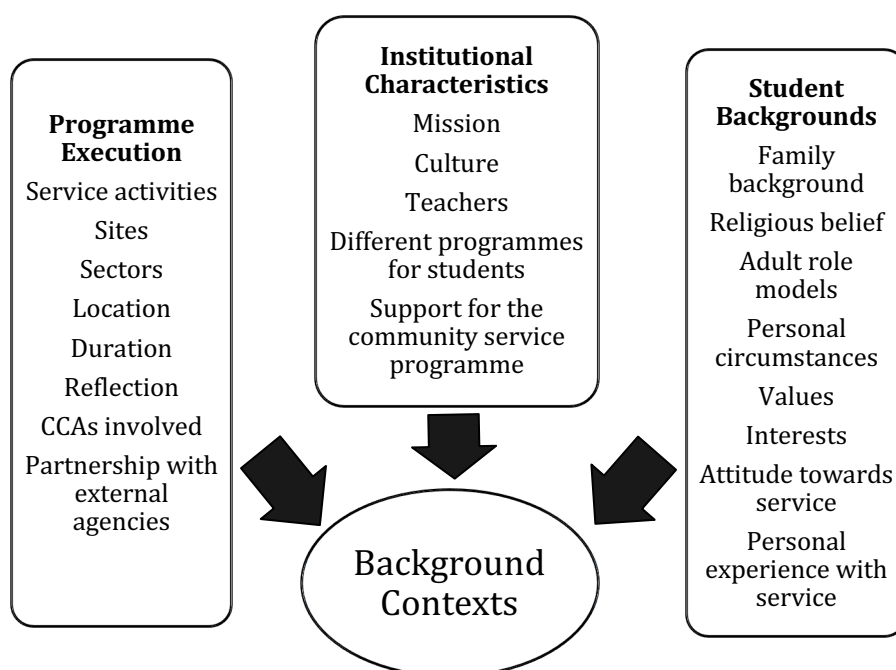 Programme
Execution
Service activities
Sites
Sectors
Location
Duration
Reflection
CCAs involved
Partnership with
external
agencies
Institutional
Characteristics
Mission
Culture
Teachers
Different programmes
for students
Support for the
community service
programme
Student
Backgrounds
Family
background
Religious belief
Adult role
models
Personal
circumstances
Values
Interests
Attitude towards
service
Personal
experience with
service
Background
Contexts